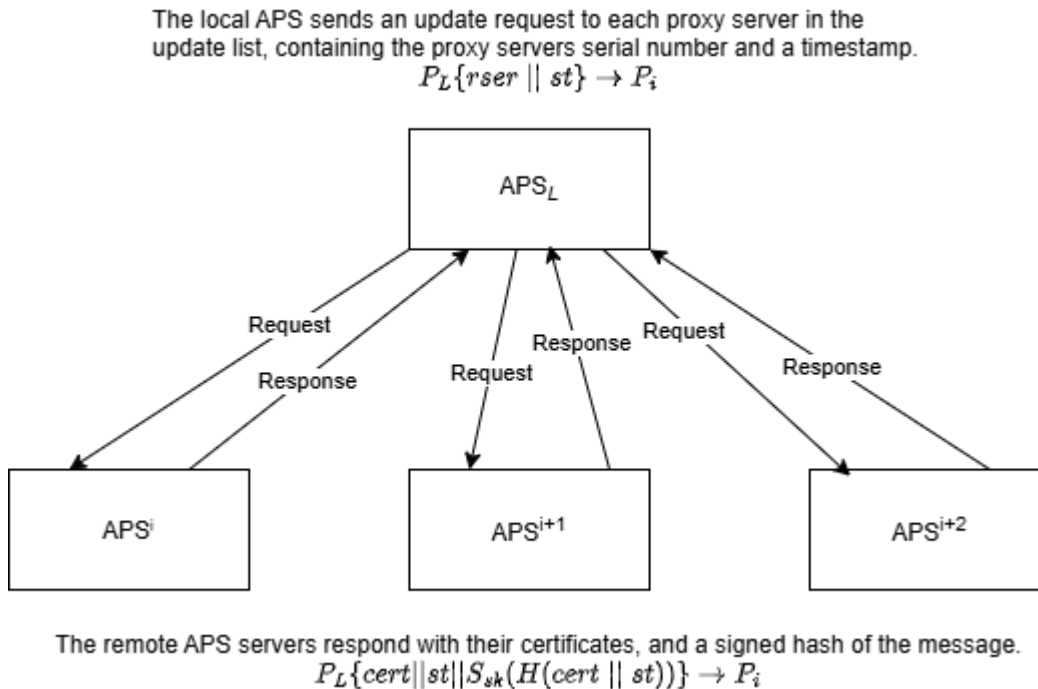 The local APS sends an update request to each proxy server in the
update list, containing the proxy servers serial number and a timestamp.
P_L{rser || st} → P_i
APS_L
Request
Response
Request
Response
Request
Response
APS^i
APS^{i+1}
APS^{i+2}
The remote APS servers respond with their certificates, and a signed hash of the message.
P_L{cert||st||S_{sk}(H(cert || st))} → P_i